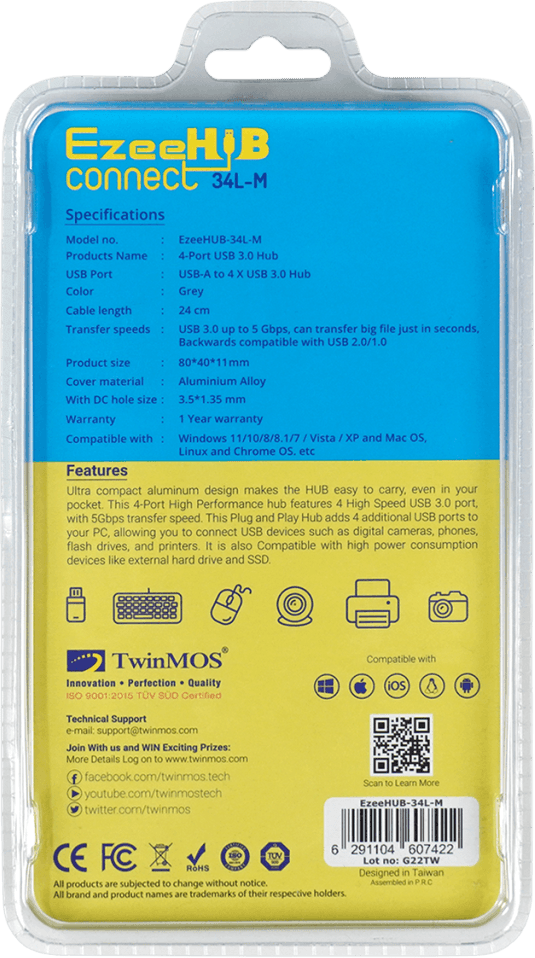 EzeeHUB
connect 34L-M
Specifications
Model no. : EzeeHUB-34L-M
Products Name : 4-Port USB 3.0 Hub
USB Port : USB-A to 4 X USB 3.0 Hub
Color : Grey
Cable length : 24 cm
Transfer speeds : USB 3.0 up to 5 Gbps, can transfer big file just in seconds,
Backwards compatible with USB 2.0/1.0
Product size : 80*40*11mm
Cover material : Aluminium Alloy
With DC hole size : 3.5*1.35 mm
Warranty : 1 Year warranty
Compatible with : Windows 11/10/8/8.1/7 / Vista / XP and Mac OS,
Linux and Chrome OS. etc
Features
Ultra compact aluminum design makes the HUB easy to carry, even in your
pocket. This 4-Port High Performance hub features 4 High Speed USB 3.0 port,
with 5Gbps transfer speed. This Plug and Play Hub adds 4 additional USB ports to
your PC, allowing you to connect USB devices such as digital cameras, phones,
flash drives, and printers. It is also Compatible with high power consumption
devices like external hard drive and SSD.
TwinMOS®
Innovation • Perfection • Quality
ISO 9001:2015 TÜV SÜD Certified
Compatible with
iOS
Technical Support
e-mail: support@twinmos.com
Join With us and WIN Exciting Prizes:
More Details Log on to www.twinmos.com
facebook.com/twinmos.tech
youtube.com/twinmostech
twitter.com/twinmos
Scan to Learn More
EzeeHUB-34L-M
6 291104 607422
Lot no: G22TW
Designed in Taiwan
Assembled in P.R.C
CE FC RoHS ISO TÜV
All products are subjected to change without notice.
All brand and product names are trademarks of their respective holders.